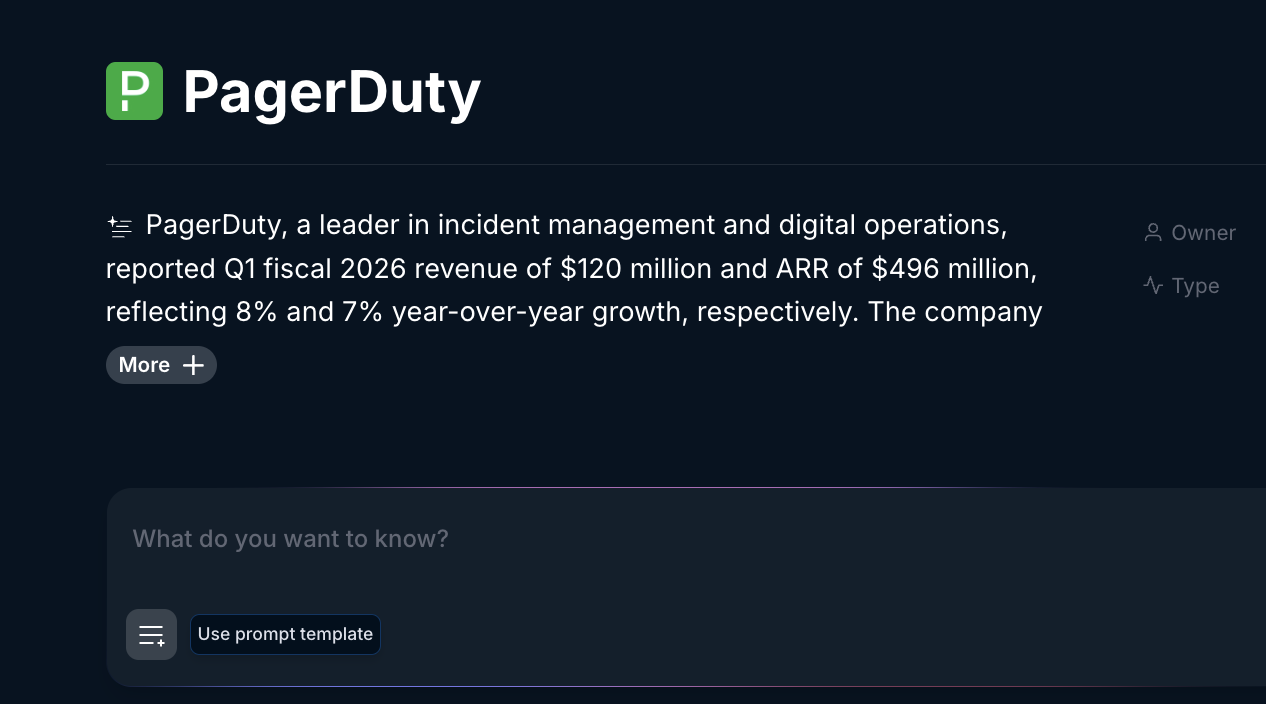 PagerDuty
PagerDuty, a leader in incident management and digital operations,
reported Q1 fiscal 2026 revenue of $120 million and ARR of $496 million,
reflecting 8% and 7% year-over-year growth, respectively. The company
More
Owner
Type
What do you want to know?
Use prompt template